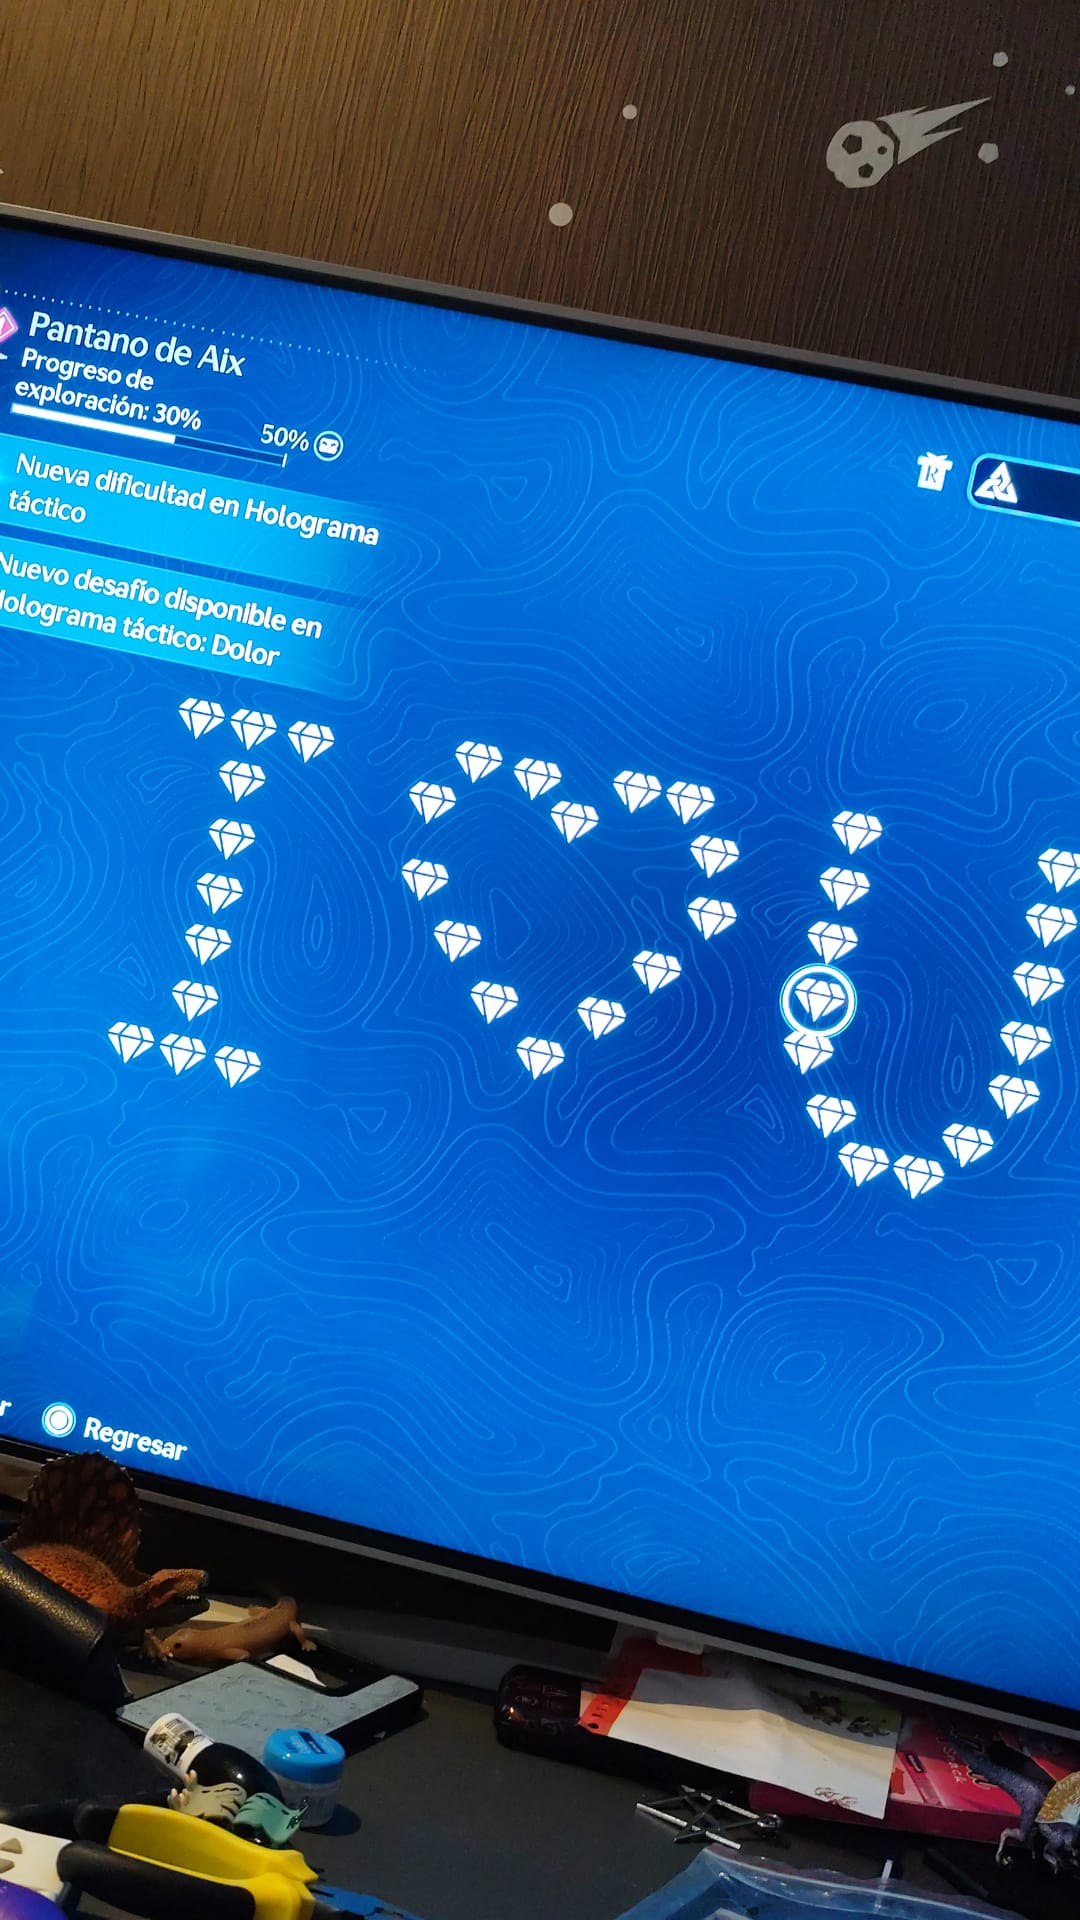 Pantano de Aix
Progreso de
exploración: 30%
50%
Nueva dificultad en Holograma
táctico
Nuevo desafío disponible en
Holograma táctico: Dolor
I U
R
Regresar